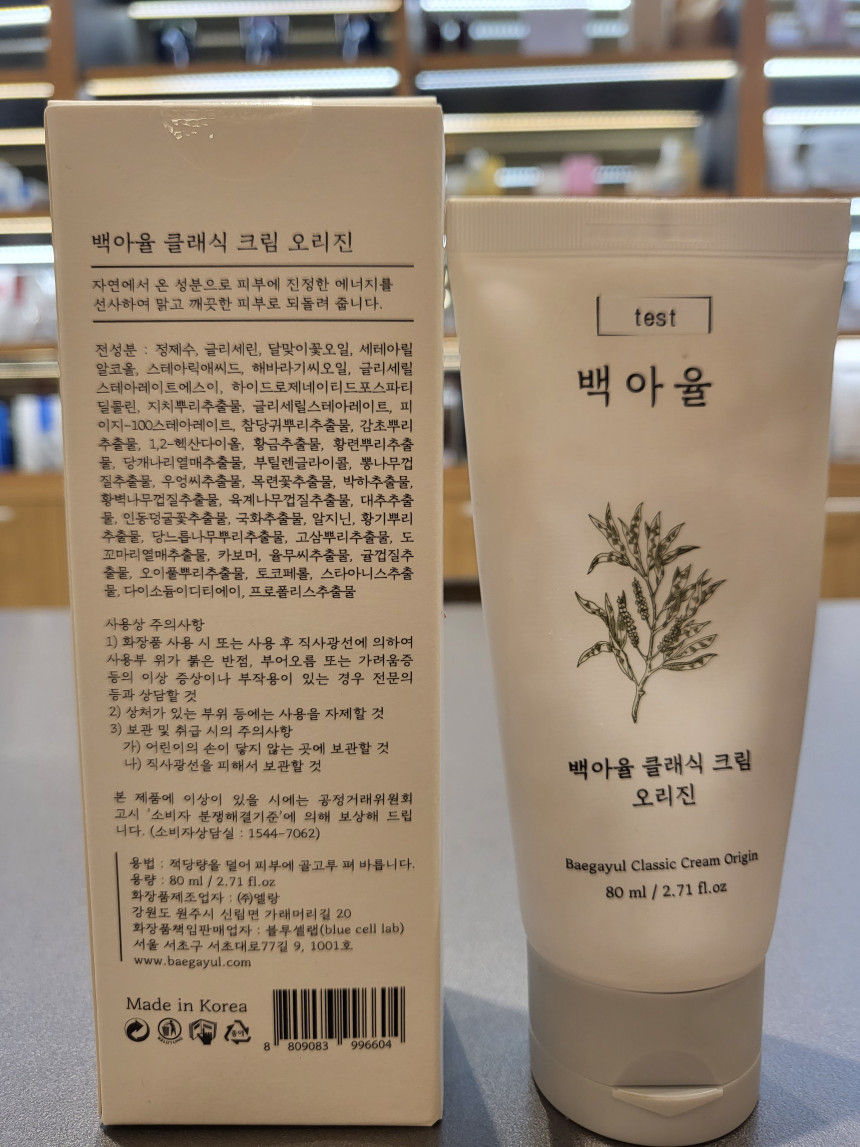 백아율 클래식 크림 오리진
자연에서 온 성분으로 피부에 진정한 에너지를
선사하여 맑고 깨끗한 피부로 되돌려 줍니다.
전성분 : 정제수, 글리세린, 달맞이꽃오일, 세테아릴
알코올, 스테아릭애씨드, 해바라기씨오일, 글리세릴
스테아레이트에스이, 하이드로제네이티드포스파티
딜콜린, 지치뿌리추출물, 글리세릴스테아레이트, 피
이지-100스테아레이트, 참당귀뿌리추출물, 감초뿌리
추출물, 1,2-헥산다이올, 황금추출물, 황련뿌리추출
물, 당개나리열매추출물, 부틸렌글라이콜, 뽕나무껍
질추출물, 우엉씨추출물, 목련꽃추출물, 박하추출물,
황벽나무껍질추출물, 육계나무껍질추출물, 대추추출
물, 인동덩굴꽃추출물, 국화추출물, 알지닌, 황기뿌리
추출물, 당느릅나무뿌리추출물, 고삼뿌리추출물, 도
꼬마리열매추출물, 카보머, 율무씨추출물, 귤껍질추
출물, 오이풀뿌리추출물, 토코페롤, 스타아니스추출
물, 다이소듐이디티에이, 프로폴리스추출물
사용상 주의사항
1) 화장품 사용 시 또는 사용 후 직사광선에 의하여
사용부 위가 붉은 반점, 부어오름 또는 가려움증
등의 이상 증상이나 부작용이 있는 경우 전문의
등과 상담할 것
2) 상처가 있는 부위 등에는 사용을 자제할 것
3) 보관 및 취급 시의 주의사항
가) 어린이의 손이 닿지 않는 곳에 보관할 것
나) 직사광선을 피해서 보관할 것
본 제품에 이상이 있을 시에는 공정거래위원회
고시 '소비자 분쟁해결기준'에 의해 보상해 드립
니다. (소비자상담실 : 1544-7062)
용법 : 적당량을 덜어 피부에 골고루 펴 바릅니다.
용량 : 80 ml / 2.71 fl.oz
화장품제조업자 : ㈜엘랑
강원도 원주시 신림면 가래머리길 20
화장품책임판매업자 : 블루셀랩(blue cell lab)
서울 서초구 서초대로77길 9, 1001호
www.baegayul.com
Made in Korea
8 809083 996604
test
백아율
백아율 클래식 크림
오리진
Baegayul Classic Cream Origin
80 ml / 2.71 fl.oz